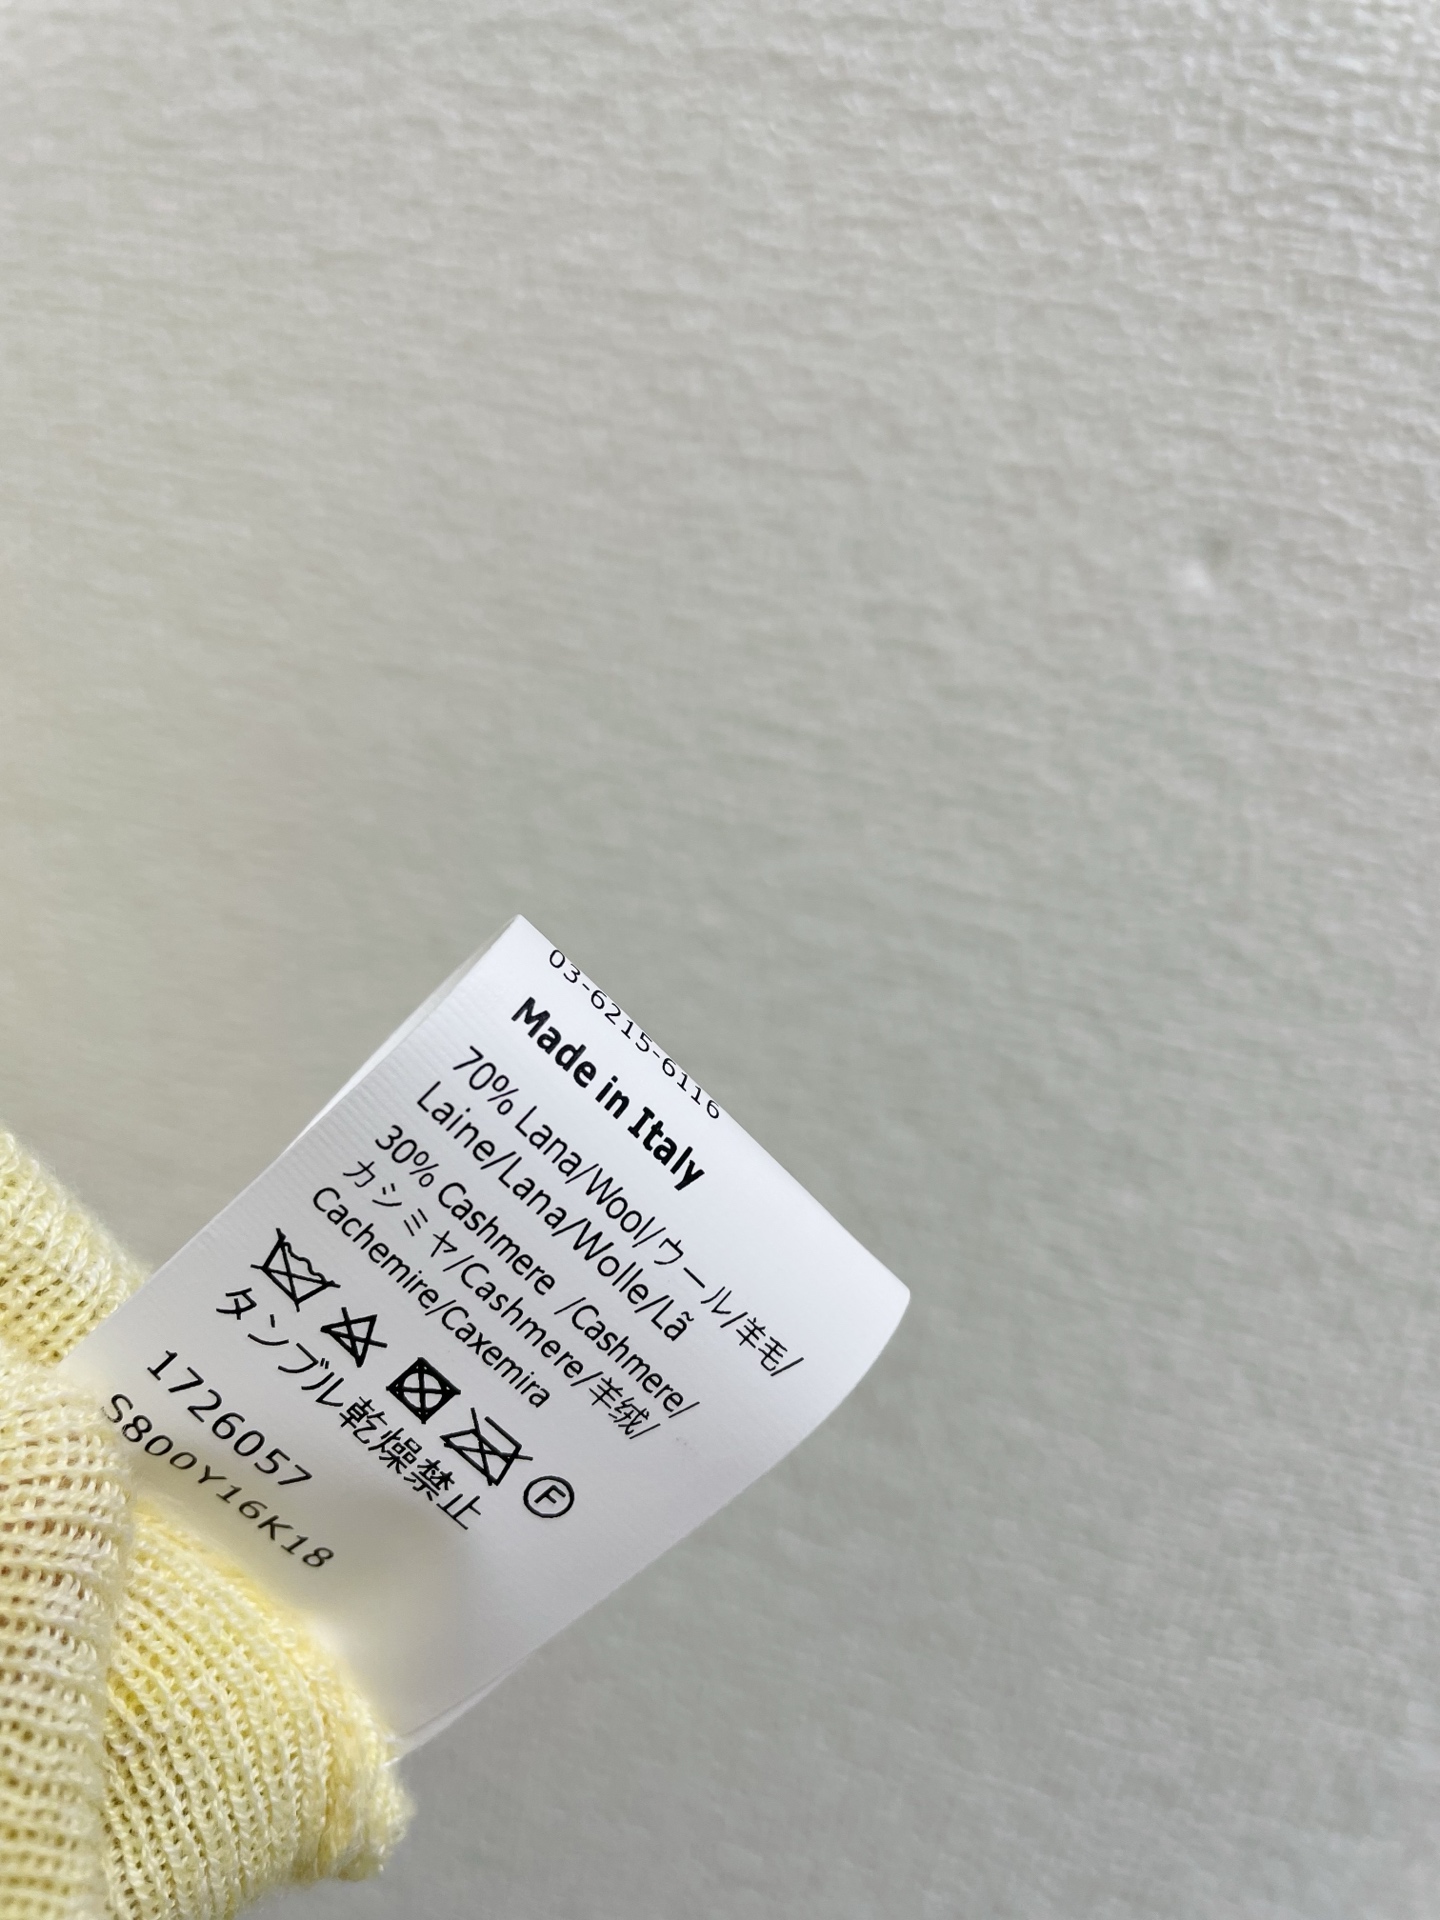 03-6215-6116
Made in Italy
70% Lana/Wool/ウール/羊毛/
Laine/Lana/Wolle/Lã
30% Cashmere /Cashmere/
カシミヤ/Cashmere/羊绒/
Cachemire/Caxemira
F
タンブル乾燥禁止
1726057
S800Y16K18